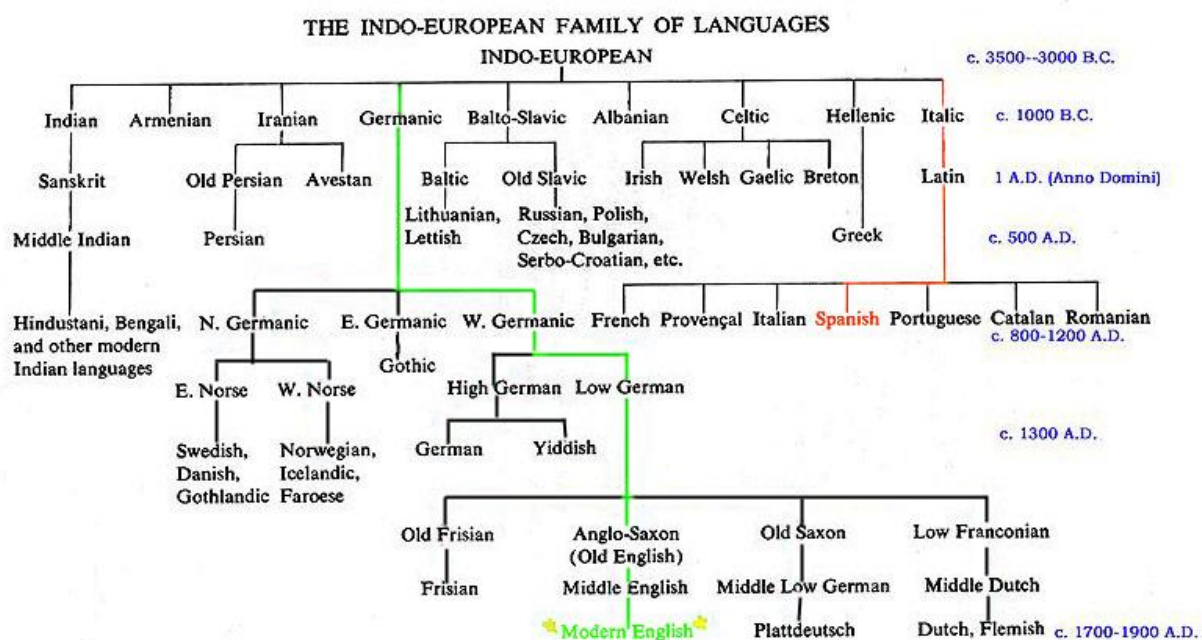 THE INDO-EUROPEAN FAMILY OF LANGUAGES
INDO-EUROPEAN
c. 3500--3000 B.C.
Indian Armenian Iranian Germanic Balto-Slavic Albanian Celtic Hellenic Italic c. 1000 B.C.
Sanskrit Old Persian Avestan Baltic Old Slavic Irish Welsh Gaelic Breton Latin 1 A.D. (Anno Domini)
Lithuanian,
Lettish
Russian, Polish,
Czech, Bulgarian,
Serbo-Croatian, etc.
Middle Indian Persian Greek c. 500 A.D.
Hindustani, Bengali,
and other modern
Indian languages
N. Germanic E. Germanic W. Germanic French Provençal Italian Spanish Portuguese Catalan Romanian
c. 800-1200 A.D.
Gothic
E. Norse W. Norse High German Low German
c. 1300 A.D.
Swedish,
Danish,
Gothlandic
Norwegian,
Icelandic,
Faroese
German Yiddish
Old Frisian Anglo-Saxon Old Saxon Low Franconian
(Old English)
Frisian Middle English Middle Low German Middle Dutch
Modern English Plattdeutsch Dutch, Flemish c. 1700-1900 A.D.